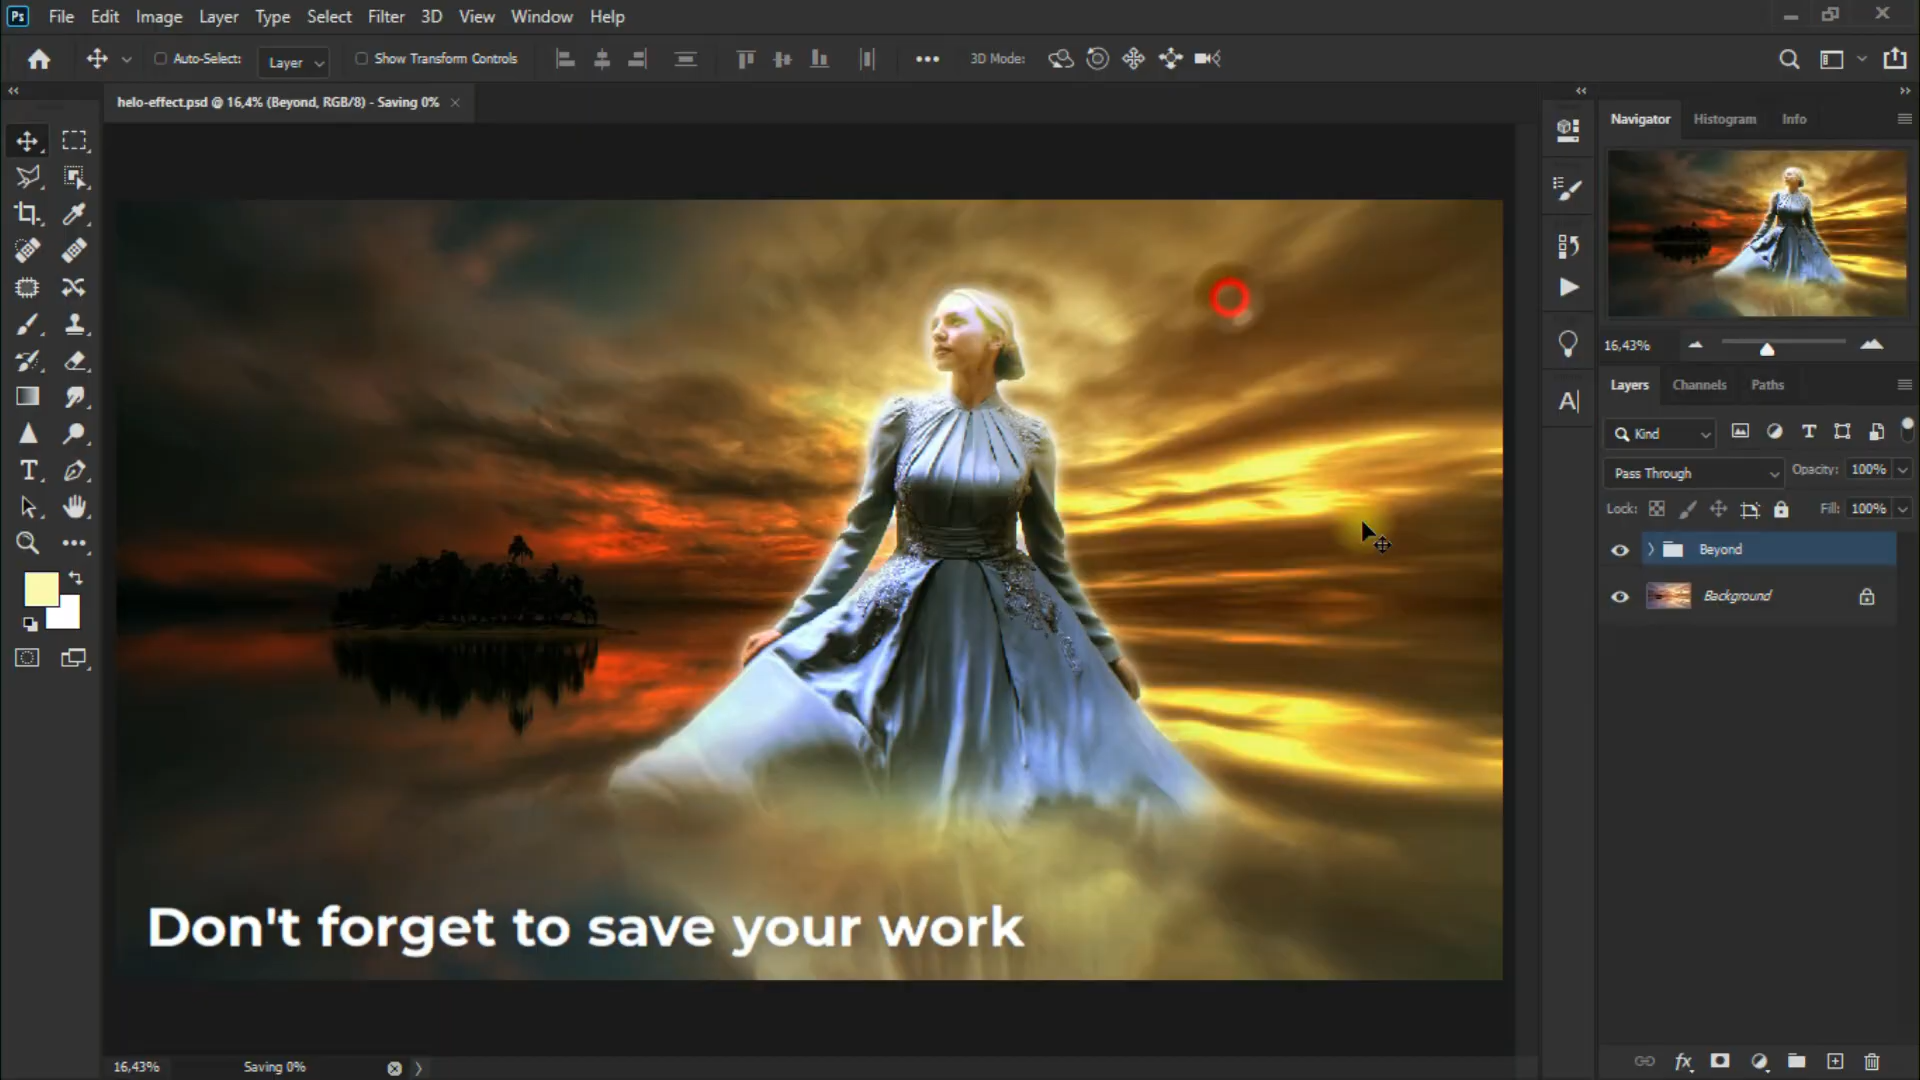 Ps File Edit Image Layer Type Select Filter 3D View Window Help
Auto-Select: Layer Show Transform Controls 3D Mode:
helo-effect.psd @ 16,4% (Beyond, RGB/8) - Saving 0%
Navigator Histogram Info
16,43%
Layers Channels Paths
Kind
Pass Through Opacity: 100%
Lock: Fill: 100%
Beyond
Background
Don't forget to save your work
16,43% Saving 0%